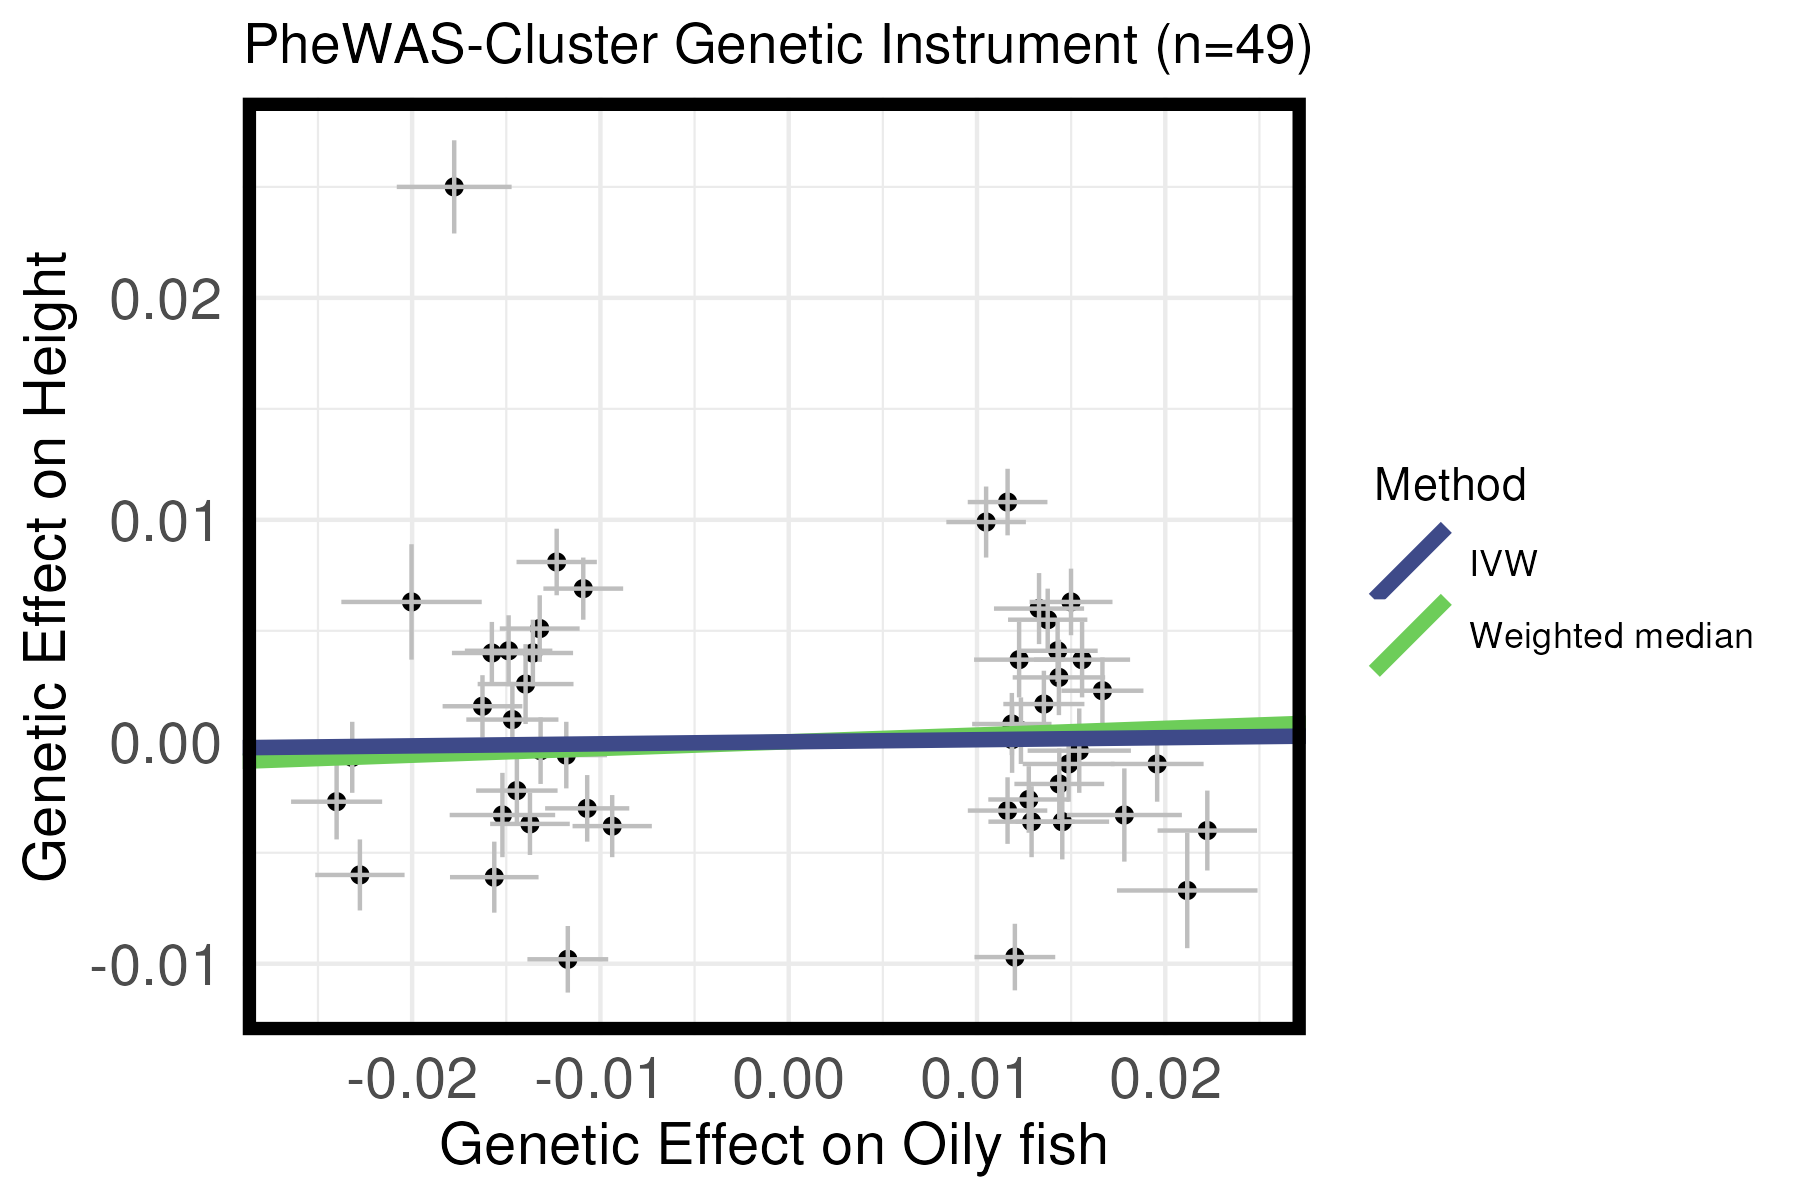 PheWAS-Cluster Genetic Instrument (n=49)
Genetic Effect on Height
0.02
0.01
0.00
-0.01
-0.02
-0.01
0.00
0.01
0.02
Genetic Effect on Oily fish
Method
IVW
Weighted median